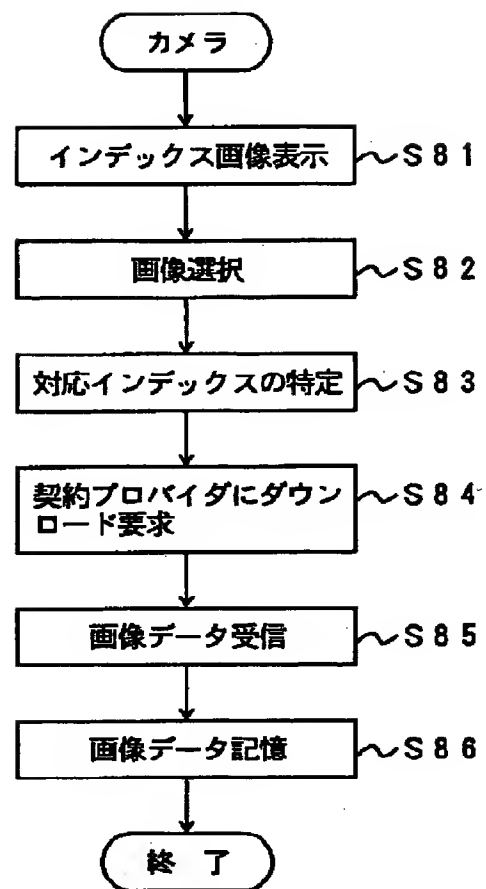 カメラ
インデックス画像表示 ～S81
画像選択 ～S82
対応インデックスの特定 ～S83
契約プロバイダにダウン ～S84
ロード要求
画像データ受信 ～S85
画像データ記憶 ～S86
終 了